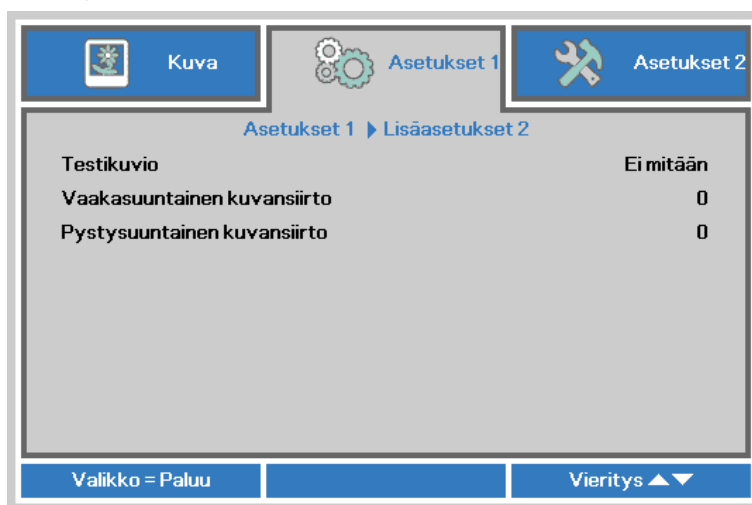 Kuva
Asetukset 1
Asetukset 2
Asetukset 1 ▶ Lisäasetukset 2
Testikuvio Ei mitään
Vaakasuuntainen kuvansiirto 0
Pystysuuntainen kuvansiirto 0
Valikko = Paluu
Vieritys ▲▼